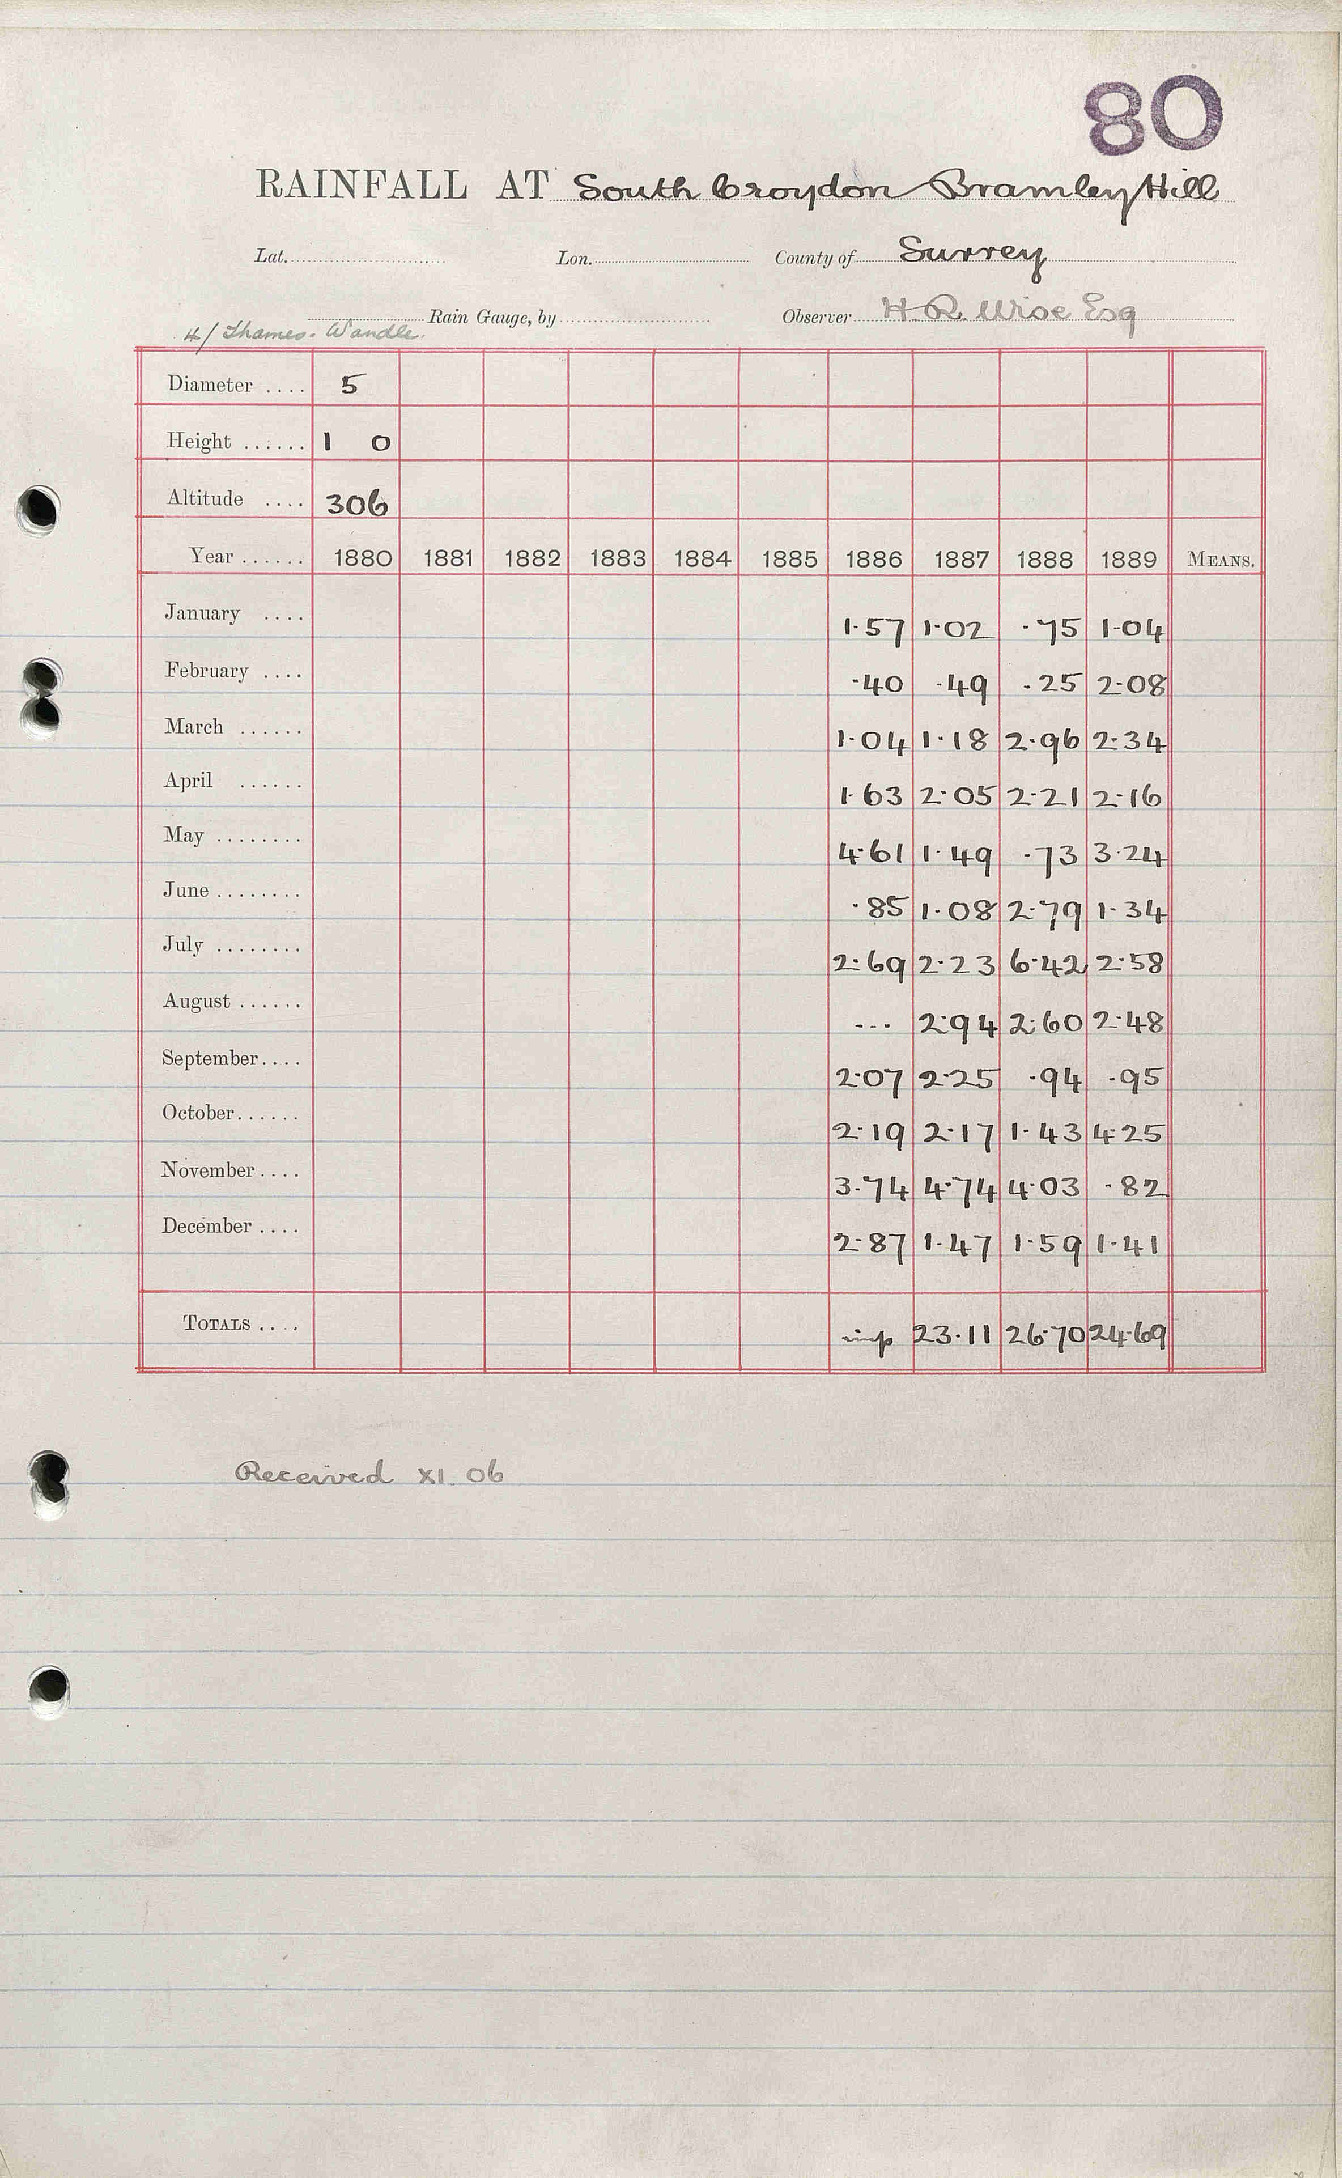 80
RAINFALL AT South Croydon Bramley Hill
Lat. Lon. County of Surrey
Rain Gauge, by Observer H. R. Wise Esq
4/ Thames. Wandle.
Diameter .... 5
Height ...... 1 0
Altitude .... 306
Year ...... 1880 1881 1882 1883 1884 1885 1886 1887 1888 1889 MEANS.
January .... 1.57 1.02 .75 1.04
February .... .40 .49 .25 2.08
March ...... 1.04 1.18 2.96 2.34
April ...... 1.63 2.05 2.21 2.16
May ........ 4.61 1.49 .73 3.24
June ........ .85 1.08 2.79 1.34
July ........ 2.69 2.23 6.42 2.58
August ...... ... 2.94 2.60 2.48
September.... 2.07 2.25 .94 .95
October...... 2.19 2.17 1.43 4.25
November .... 3.74 4.74 4.03 .82
December .... 2.87 1.47 1.59 1.41
TOTALS .... imp 23.11 26.70 24.69
Received XI. 06